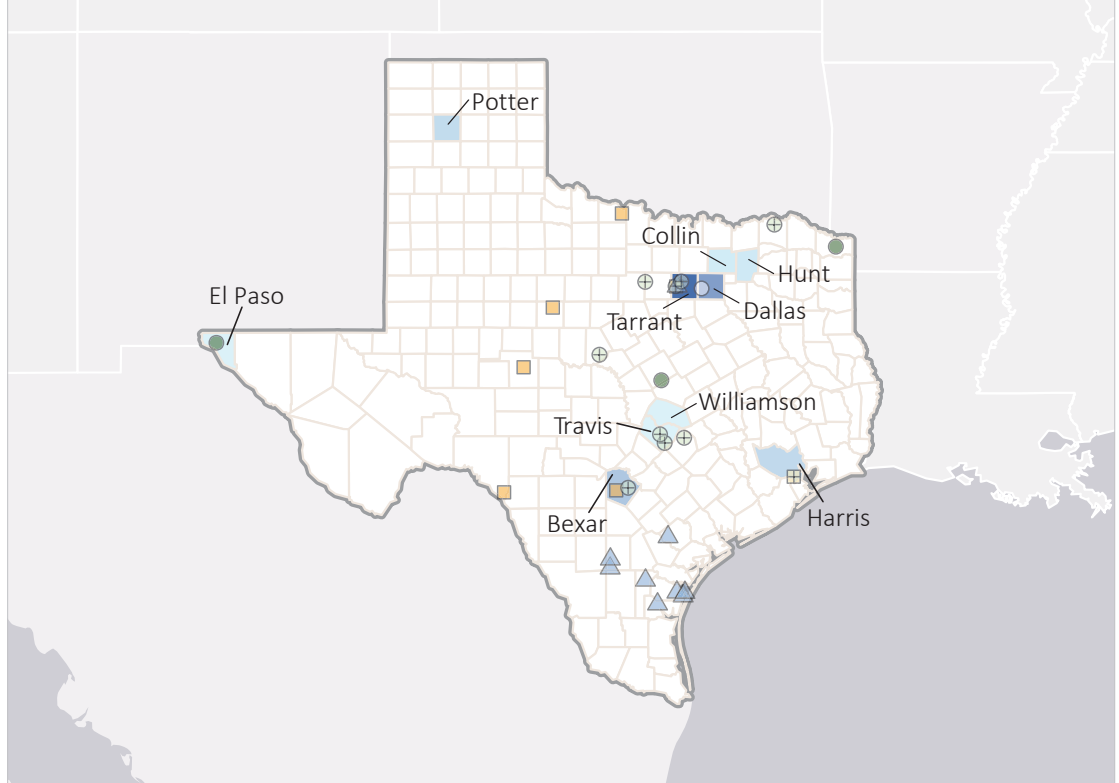 Potter
Collin
Hunt
El Paso
Dallas
Tarrant
Williamson
Travis
Harris
Bexar